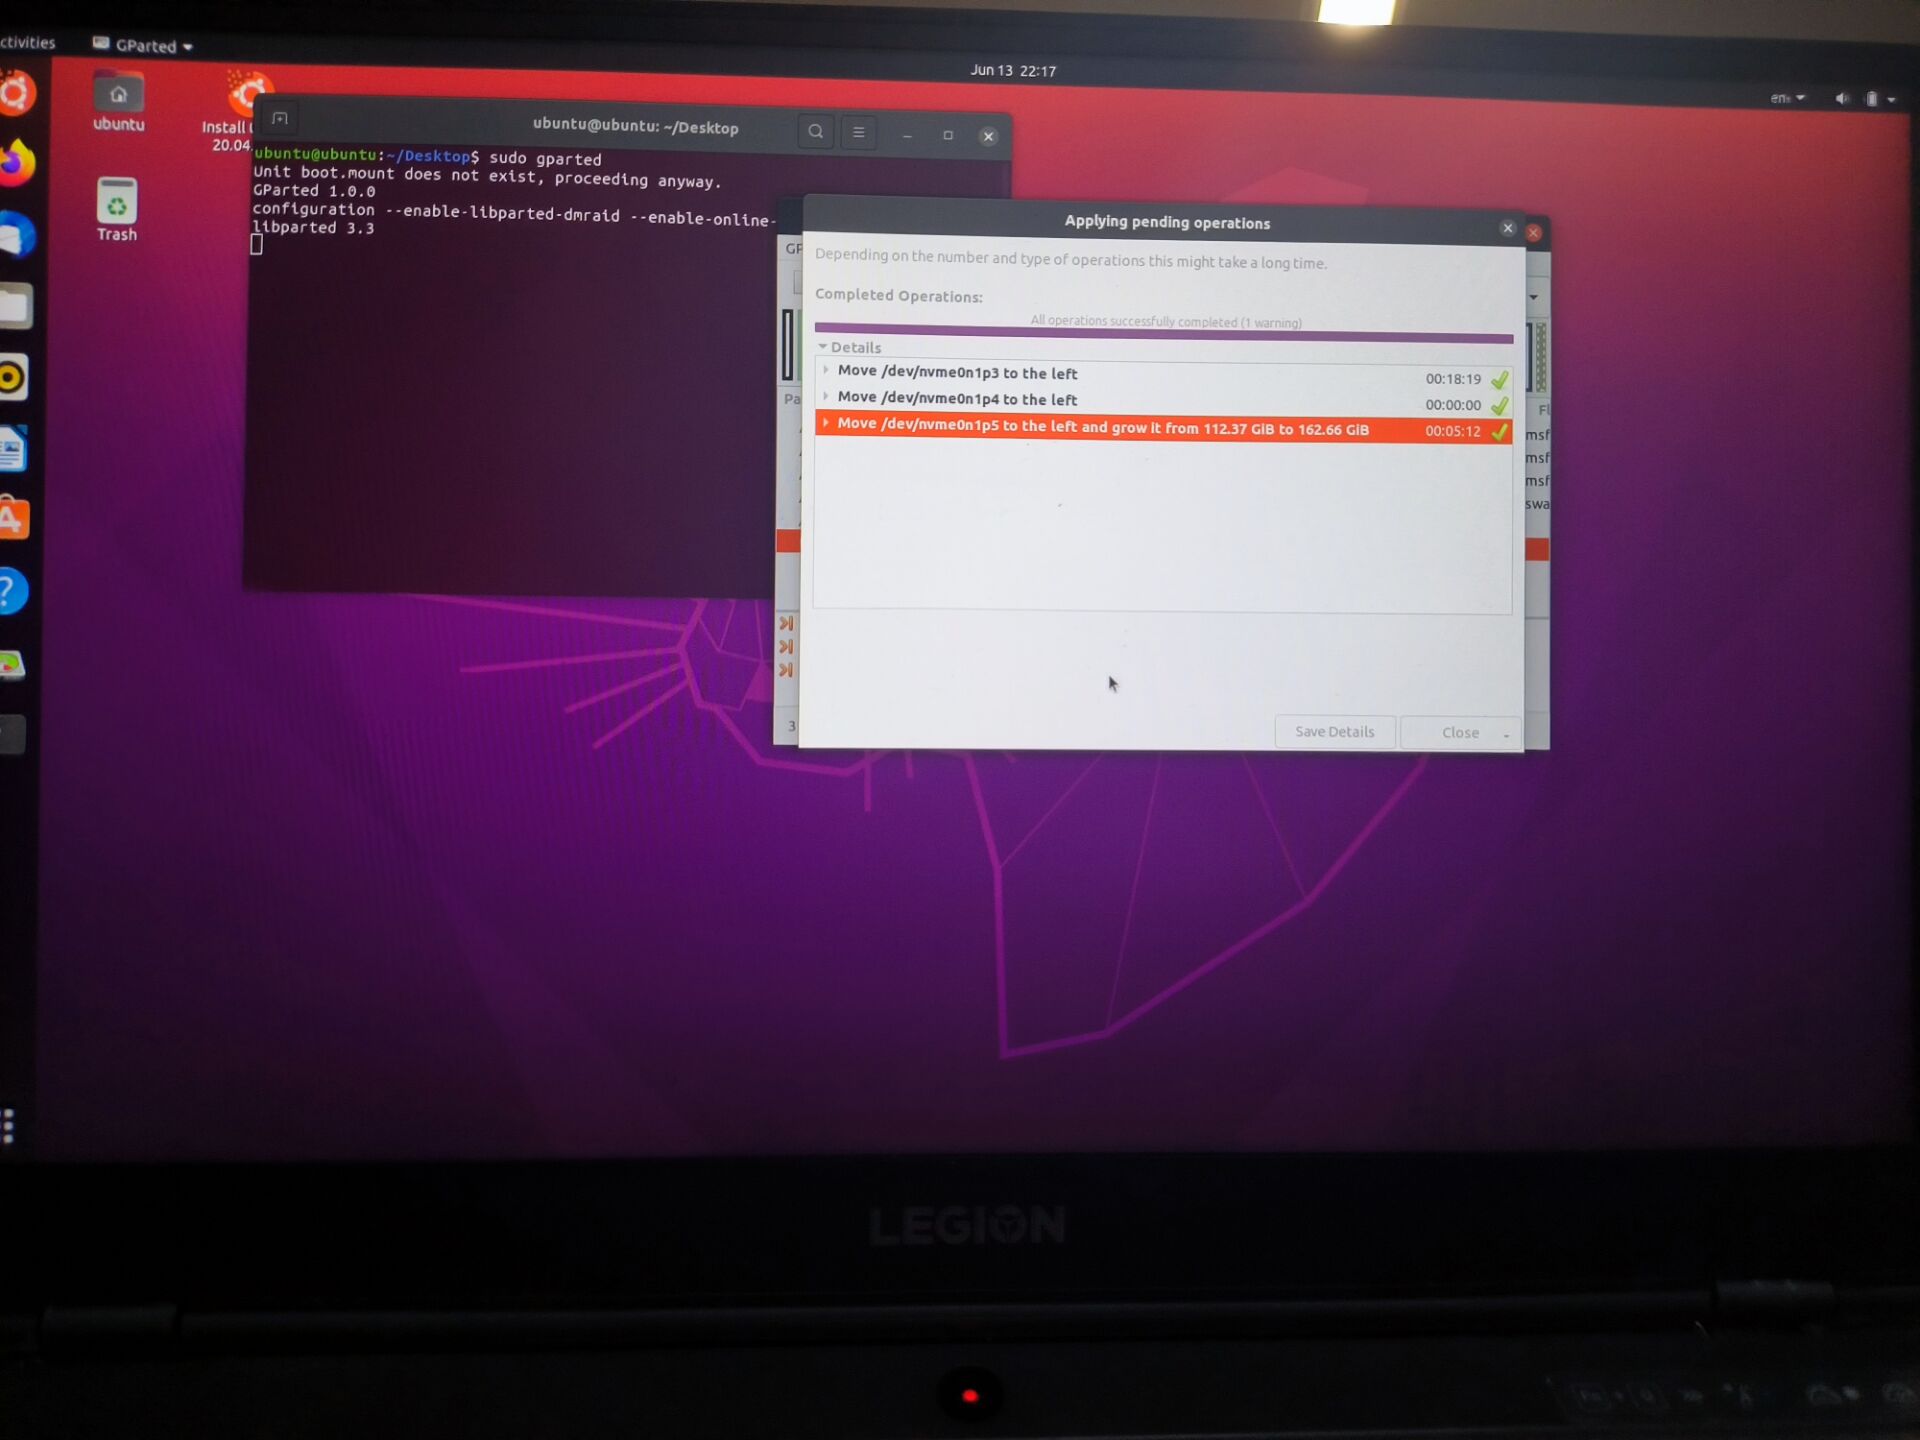 ctivities
GParted
Jun 13 22:17
en
ubuntu
Trash
Install
20.04
ubuntu@ubuntu: ~/Desktop
ubuntu@ubuntu:~/Desktop$ sudo gparted
Unit boot.mount does not exist, proceeding anyway.
GParted 1.0.0
configuration --enable-libparted-dmraid --enable-online-
libparted 3.3
GP
Pa
3
Applying pending operations
Depending on the number and type of operations this might take a long time.
Completed Operations:
All operations successfully completed (1 warning)
Details
Move /dev/nvme0n1p3 to the left 00:18:19
Move /dev/nvme0n1p4 to the left 00:00:00
Move /dev/nvme0n1p5 to the left and grow it from 112.37 GiB to 162.66 GiB 00:05:12
Save Details
Close
Fl
msf
msf
msf
swa
LEGION